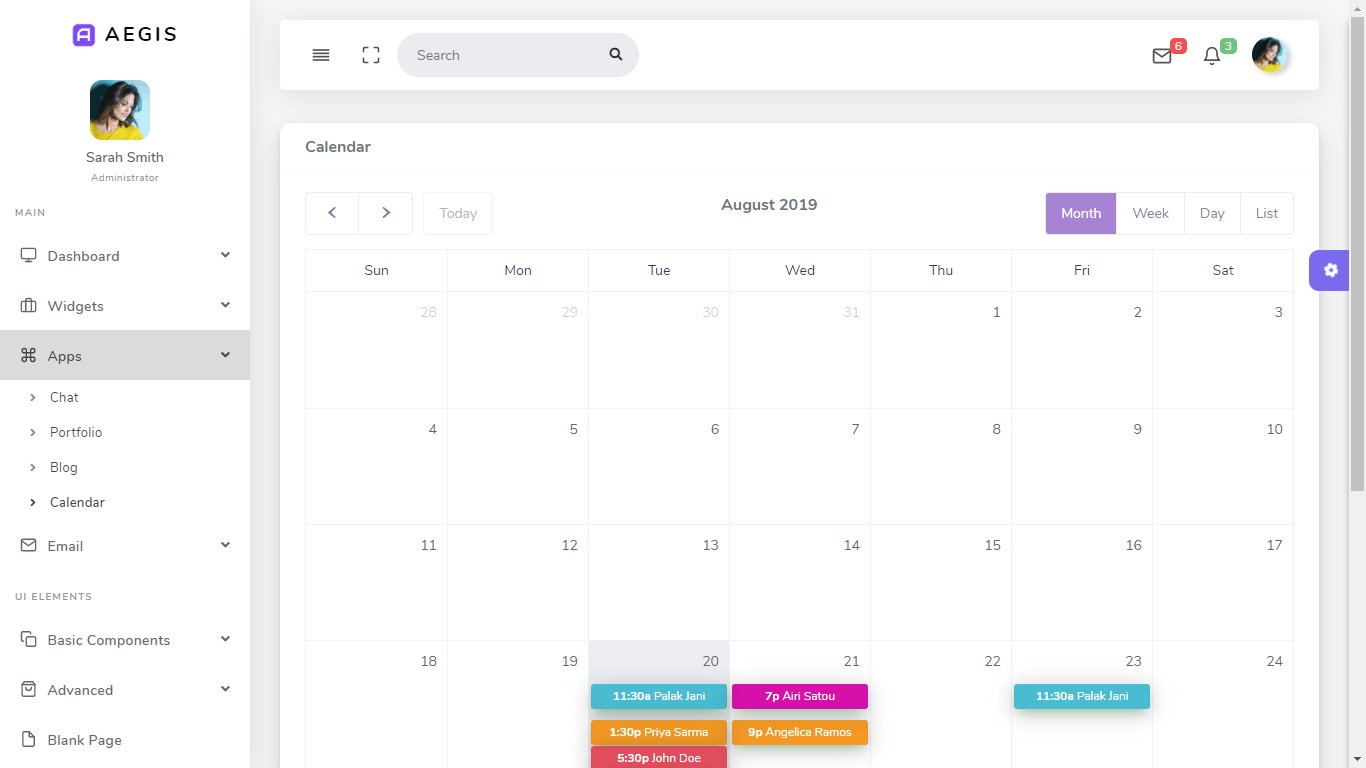 AEGIS
Sarah Smith
Administrator
MAIN
Dashboard
Widgets
Apps
Chat
Portfolio
Blog
Calendar
Email
UI ELEMENTS
Basic Components
Advanced
Blank Page
Search
6
3
Calendar
Today
August 2019
Month Week Day List
Sun Mon Tue Wed Thu Fri Sat
28 29 30 31 1 2 3
4 5 6 7 8 9 10
11 12 13 14 15 16 17
18 19 20 21 22 23 24
11:30a Palak Jani 7p Airi Satou 11:30a Palak Jani
1:30p Priya Sarma 9p Angelica Ramos
5:30p John Doe